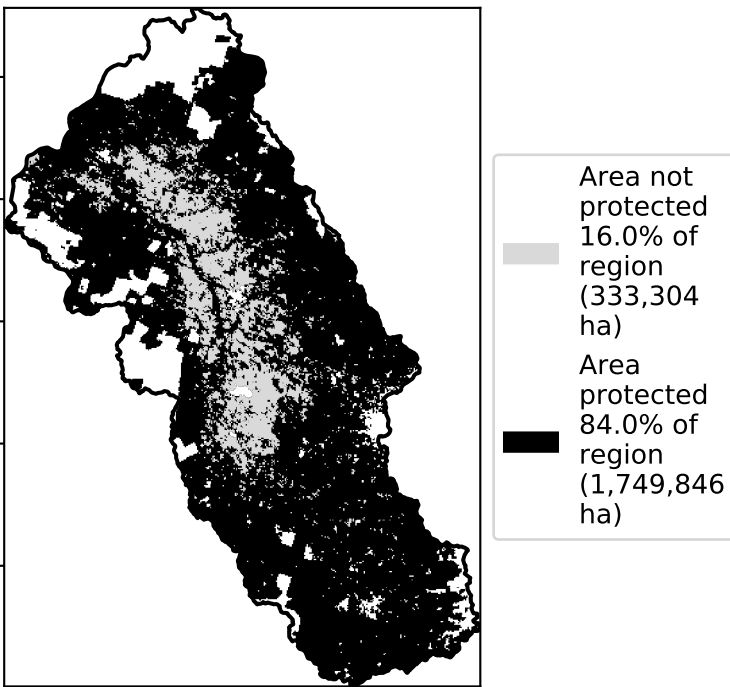 Area not
protected
16.0% of
region
(333,304
ha)
Area
protected
84.0% of
region
(1,749,846
ha)